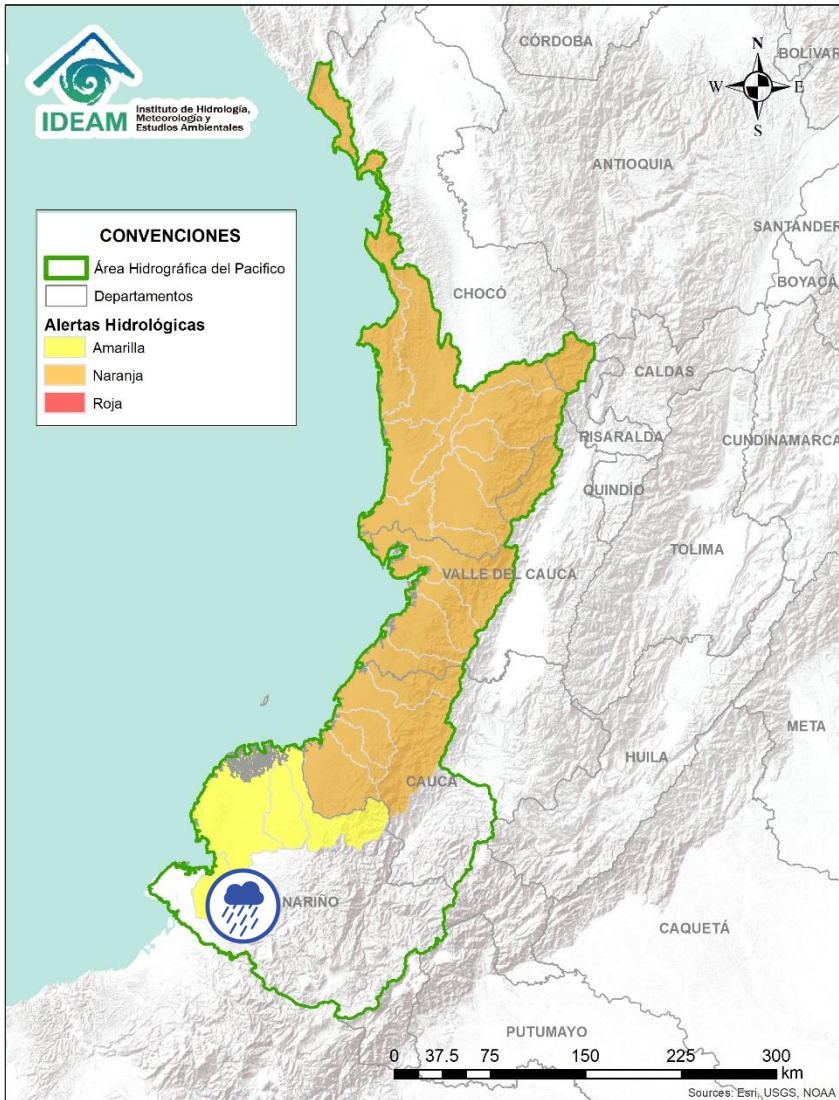 IDEAM
Instituto de Hidrología,
Meteorología y
Estudios Ambientales
N
W
E
S
CONVENCIONES
Área Hidrográfica del Pacifico
Departamentos
Alertas Hidrológicas
Amarilla
Naranja
Roja
CÓRDOBA
BOLÍVAR
ANTIOQUIA
SANTANDER
BOYACÁ
CHOCÓ
CALDAS
RISARALDA
CUNDINAMARCA
QUINDÍO
TOLIMA
VALLE DEL CAUCA
META
HUILA
CAUCA
NARIÑO
CAQUETÁ
PUTUMAYO
0 37.5 75 150 225 300
km
Sources: Esri, USGS, NOAA